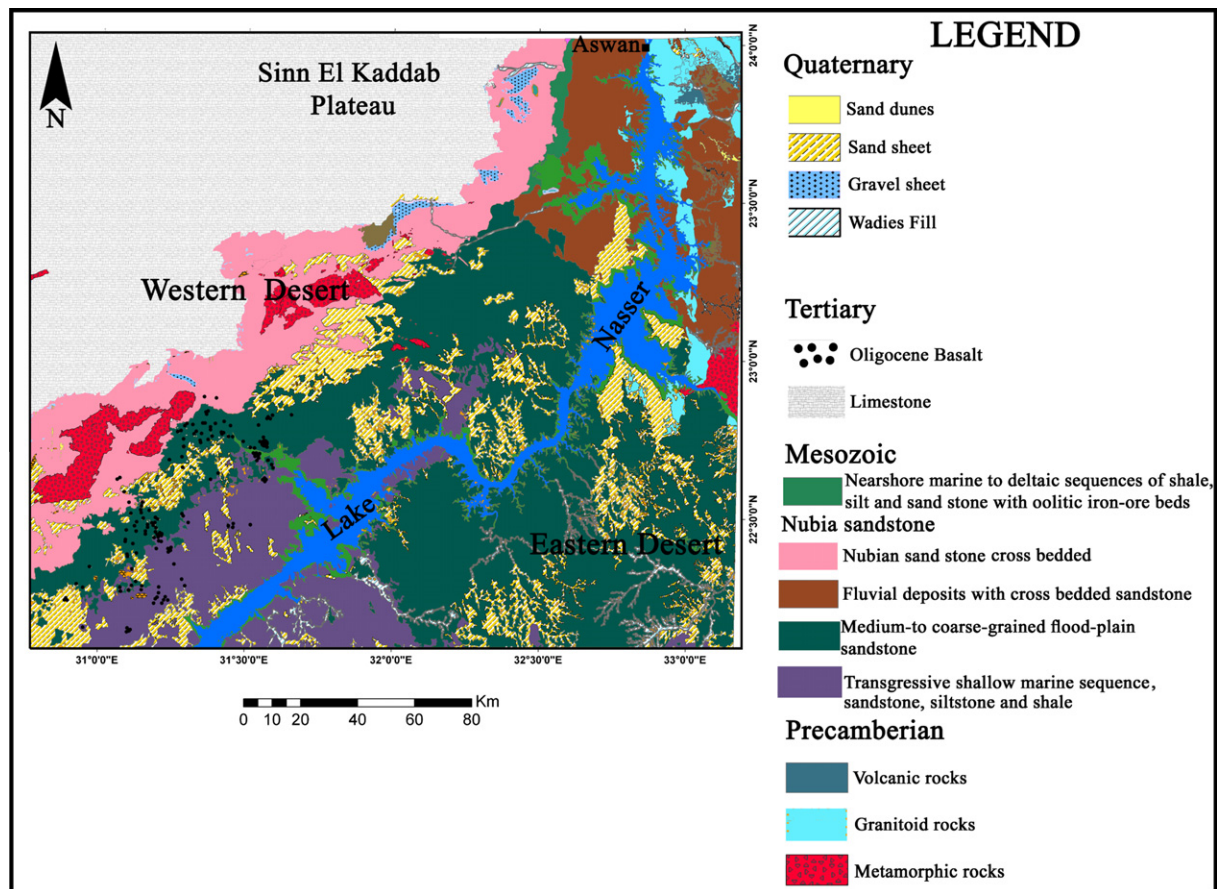 Aswan
Sinn El Kaddab
Plateau
N
Western Desert
Nasser
Lake
Eastern Desert
24°0'0"N
23°30'0"N
23°0'0"N
22°30'0"N
31°0'0"E
31°30'0"E
32°0'0"E
32°30'0"E
33°0'0"E
Km
0 10 20 40 60 80
LEGEND
Quaternary
Sand dunes
Sand sheet
Gravel sheet
Wadies Fill
Tertiary
Oligocene Basalt
Limestone
Mesozoic
Nearshore marine to deltaic sequences of shale,
silt and sand stone with oolitic iron-ore beds
Nubia sandstone
Nubian sand stone cross bedded
Fluvial deposits with cross bedded sandstone
Medium-to coarse-grained flood-plain
sandstone
Transgressive shallow marine sequence,
sandstone, siltstone and shale
Precamberian
Volcanic rocks
Granitoid rocks
Metamorphic rocks